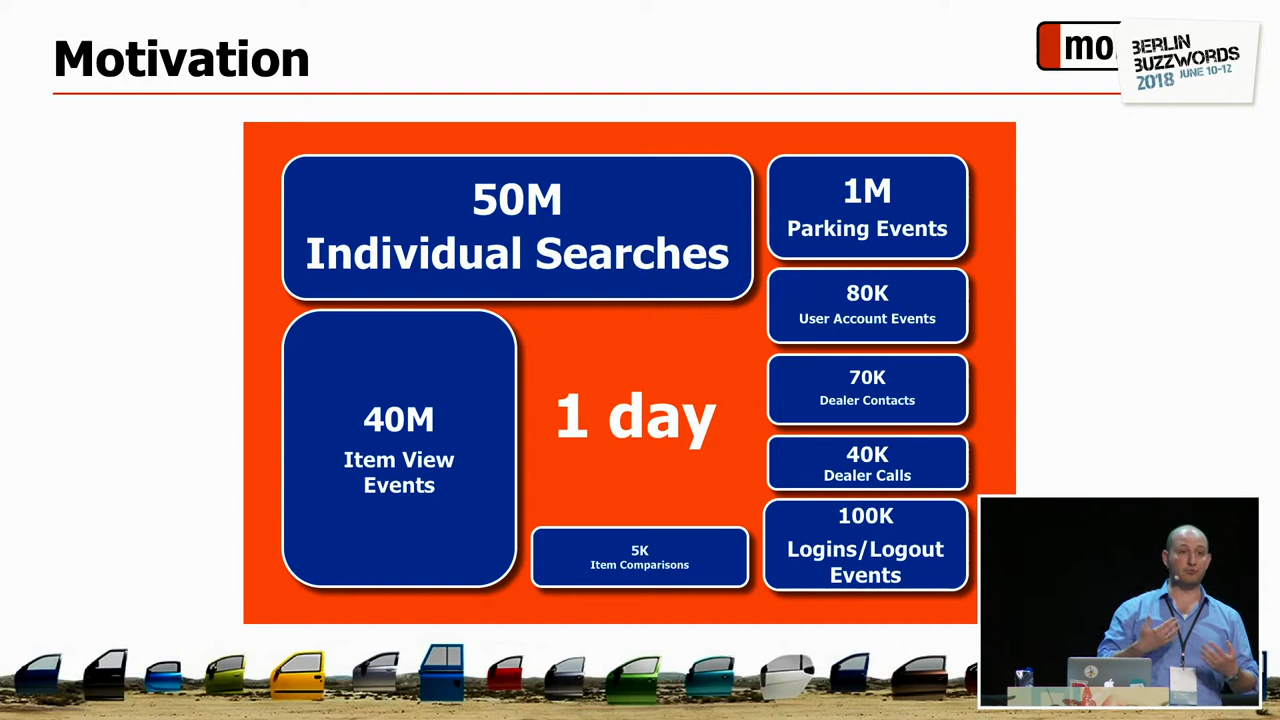 Motivation
mo
BERLIN
BUZZWORDS
2018 JUNE 10-12
50M
Individual Searches
1M
Parking Events
80K
User Account Events
70K
Dealer Contacts
40K
Dealer Calls
100K
Logins/Logout
Events
40M
Item View
Events
1 day
5K
Item Comparisons